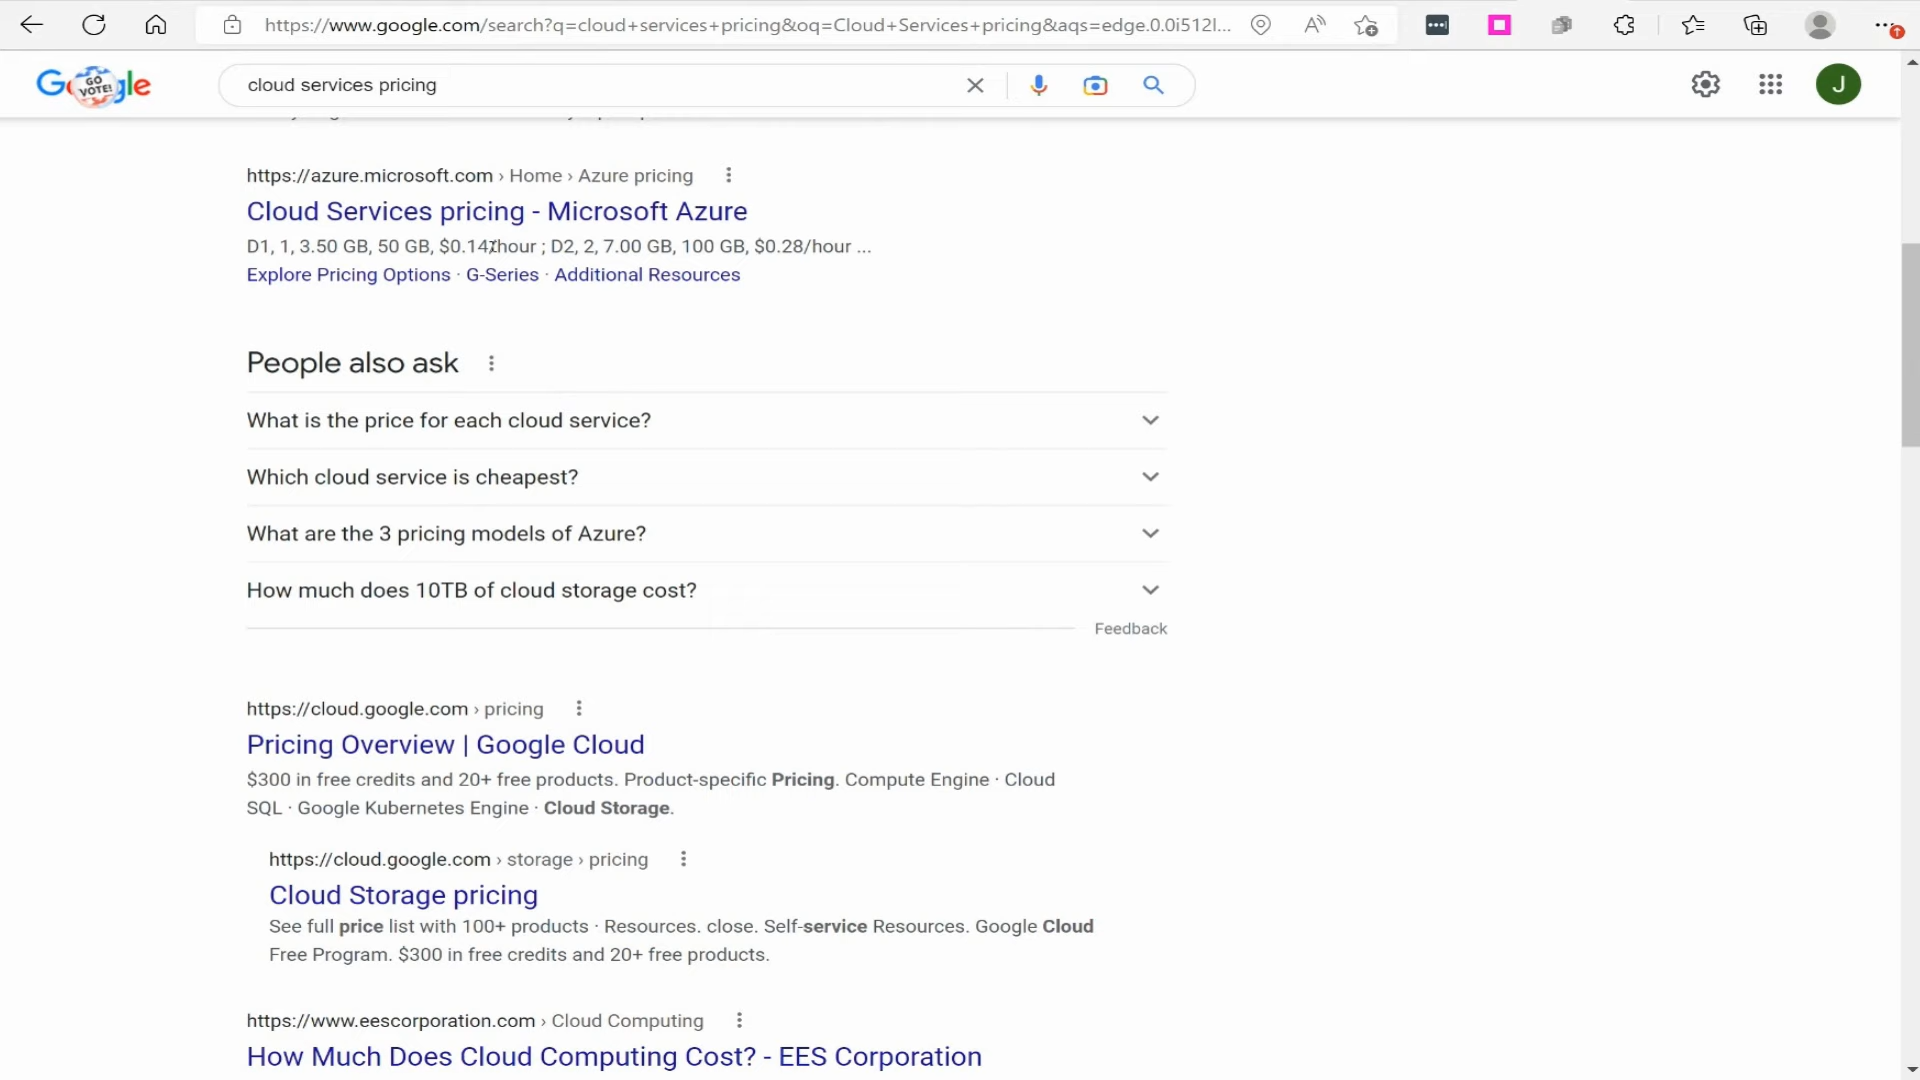 https://www.google.com/search?q=cloud+services+pricing&oq=Cloud+Services+pricing&aqs=edge.0.0i512l...
Google
GO VOTE!
cloud services pricing
J
https://azure.microsoft.com › Home › Azure pricing
Cloud Services pricing - Microsoft Azure
D1, 1, 3.50 GB, 50 GB, $0.14/hour ; D2, 2, 7.00 GB, 100 GB, $0.28/hour ...
Explore Pricing Options · G-Series · Additional Resources
People also ask
What is the price for each cloud service?
Which cloud service is cheapest?
What are the 3 pricing models of Azure?
How much does 10TB of cloud storage cost?
Feedback
https://cloud.google.com › pricing
Pricing Overview | Google Cloud
$300 in free credits and 20+ free products. Product-specific Pricing. Compute Engine · Cloud
SQL · Google Kubernetes Engine · Cloud Storage.
https://cloud.google.com › storage › pricing
Cloud Storage pricing
See full price list with 100+ products · Resources. close. Self-service Resources. Google Cloud
Free Program. $300 in free credits and 20+ free products.
https://www.eescorporation.com › Cloud Computing
How Much Does Cloud Computing Cost? - EES Corporation